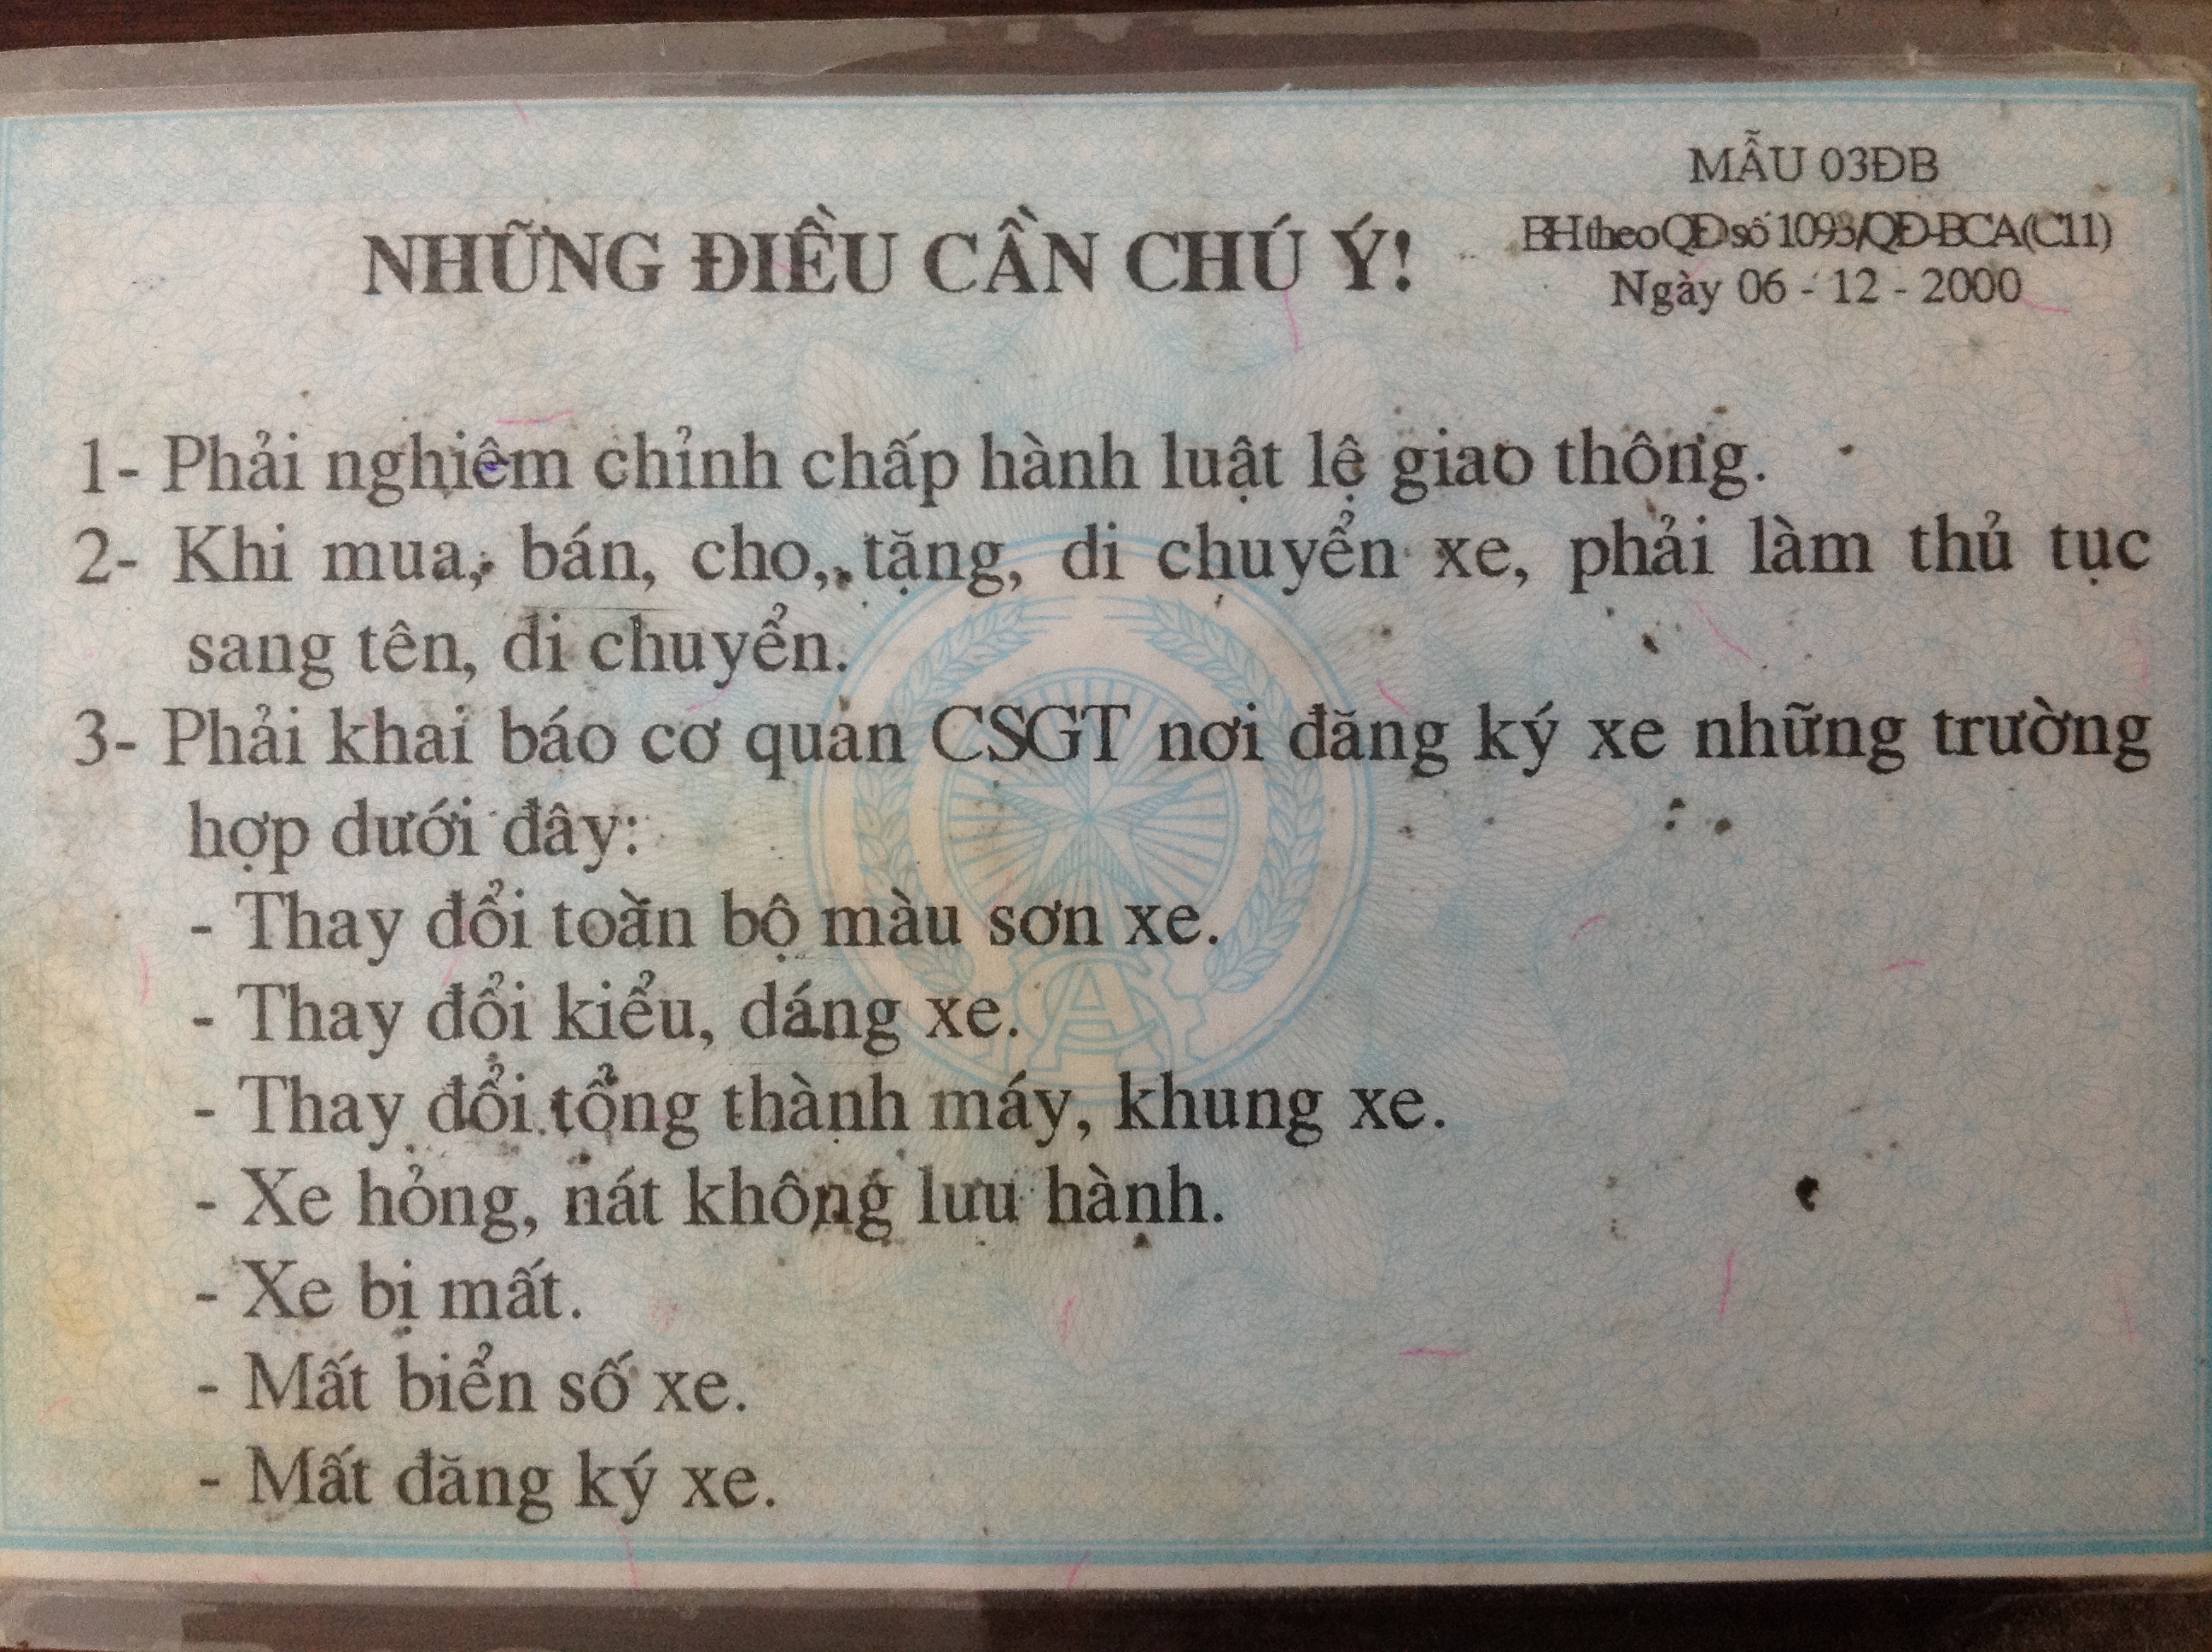 MẪU 03ĐB
NHỮNG ĐIỀU CẦN CHÚ Ý!
BH theo QĐ số 1093/QĐ-BCA(C11)
Ngày 06 - 12 - 2000
1- Phải nghiêm chỉnh chấp hành luật lệ giao thông.
2- Khi mua, bán, cho, tặng, di chuyển xe, phải làm thủ tục
sang tên, di chuyển.
3- Phải khai báo cơ quan CSGT nơi đăng ký xe những trường
hợp dưới đây:
- Thay đổi toàn bộ màu sơn xe.
- Thay đổi kiểu, dáng xe.
- Thay đổi tổng thành máy, khung xe.
- Xe hỏng, nát không lưu hành.
- Xe bị mất.
- Mất biển số xe.
- Mất đăng ký xe.